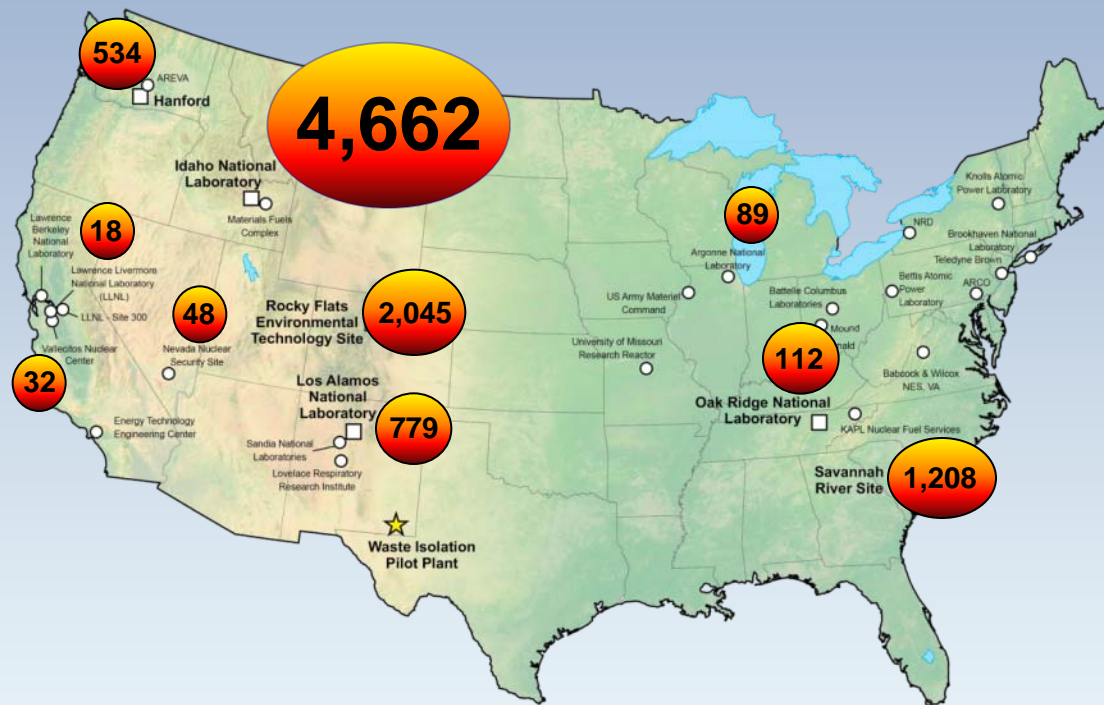 534
AREVA
Hanford
4,662
Idaho National
Laboratory
Materials Fuels
Complex
Lawrence
Berkeley
National
Laboratory
18
Lawrence Livermore
National Laboratory
(LLNL)
LLNL - Site 300
Vallecitos Nuclear
Center
48
Nevada Nuclear
Security Site
32
Energy Technology
Engineering Center
Rocky Flats
Environmental
Technology Site
2,045
Los Alamos
National
Laboratory
779
Sandia National
Laboratories
Lovelace Respiratory
Research Institute
Waste Isolation
Pilot Plant
89
Argonne National
Laboratory
US Army Materiel
Command
University of Missouri
Research Reactor
Battelle Columbus
Laboratories
Mound
112
Oak Ridge National
Laboratory
KAPL Nuclear Fuel Services
Savannah
River Site
1,208
Babcock & Wilcox
NES, VA
Bettis Atomic
Power
Laboratory
ARCO
Knolls Atomic
Power Laboratory
NRD
Brookhaven National
Laboratory
Teledyne Brown